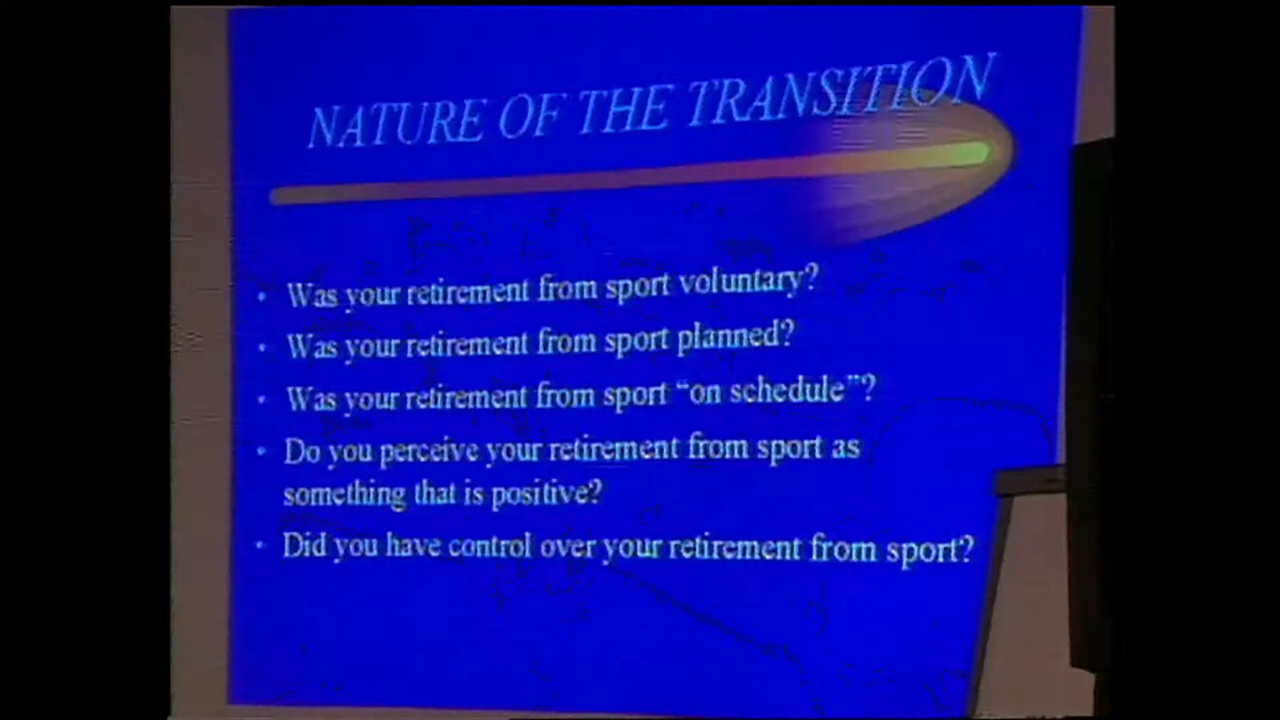 NATURE OF THE TRANSITION
• Was your retirement from sport voluntary?
• Was your retirement from sport planned?
• Was your retirement from sport “on schedule”?
• Do you perceive your retirement from sport as
something that is positive?
• Did you have control over your retirement from sport?